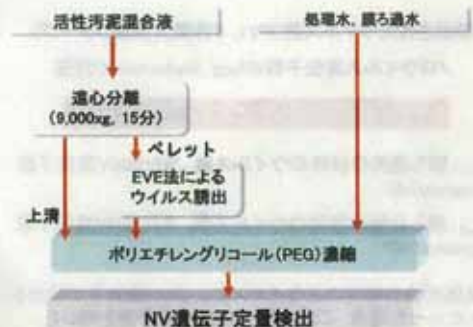 活性汚泥混合液
処理水、膜ろ過水
遠心分離
(9,000xg, 15分)
ペレット
EVE法による
ウイルス誘出
上清
ポリエチレングリコール(PEG)濃縮
NV遺伝子定量検出